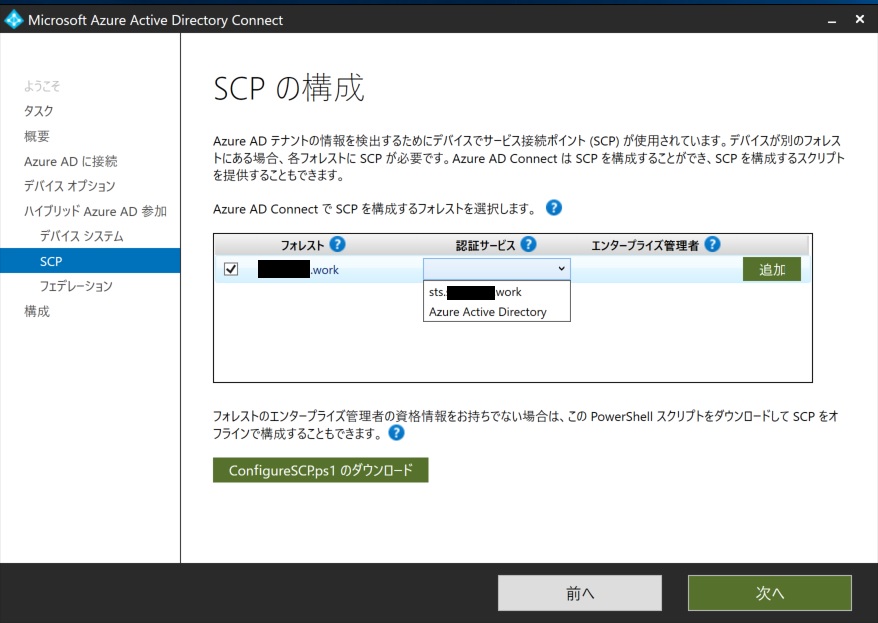 Microsoft Azure Active Directory Connect
ようこそ
タスク
概要
Azure AD に接続
デバイス オプション
ハイブリッド Azure AD 参加
デバイス システム
SCP
フェデレーション
構成
SCP の構成
Azure AD テナントの情報を検出するためにデバイスでサービス接続ポイント (SCP) が使用されています。デバイスが別のフォレス
トにある場合、各フォレストに SCP が必要です。Azure AD Connect は SCP を構成することができ、SCP を構成するスクリプト
を提供することもできます。
Azure AD Connect で SCP を構成するフォレストを選択します。 ?
フォレスト ? 認証サービス ? エンタープライズ管理者 ?
.work 追加
sts. work
Azure Active Directory
フォレストのエンタープライズ管理者の資格情報をお持ちでない場合は、この PowerShell スクリプトをダウンロードして SCP をオ
フラインで構成することもできます。 ?
ConfigureSCP.ps1 のダウンロード
前へ 次へ